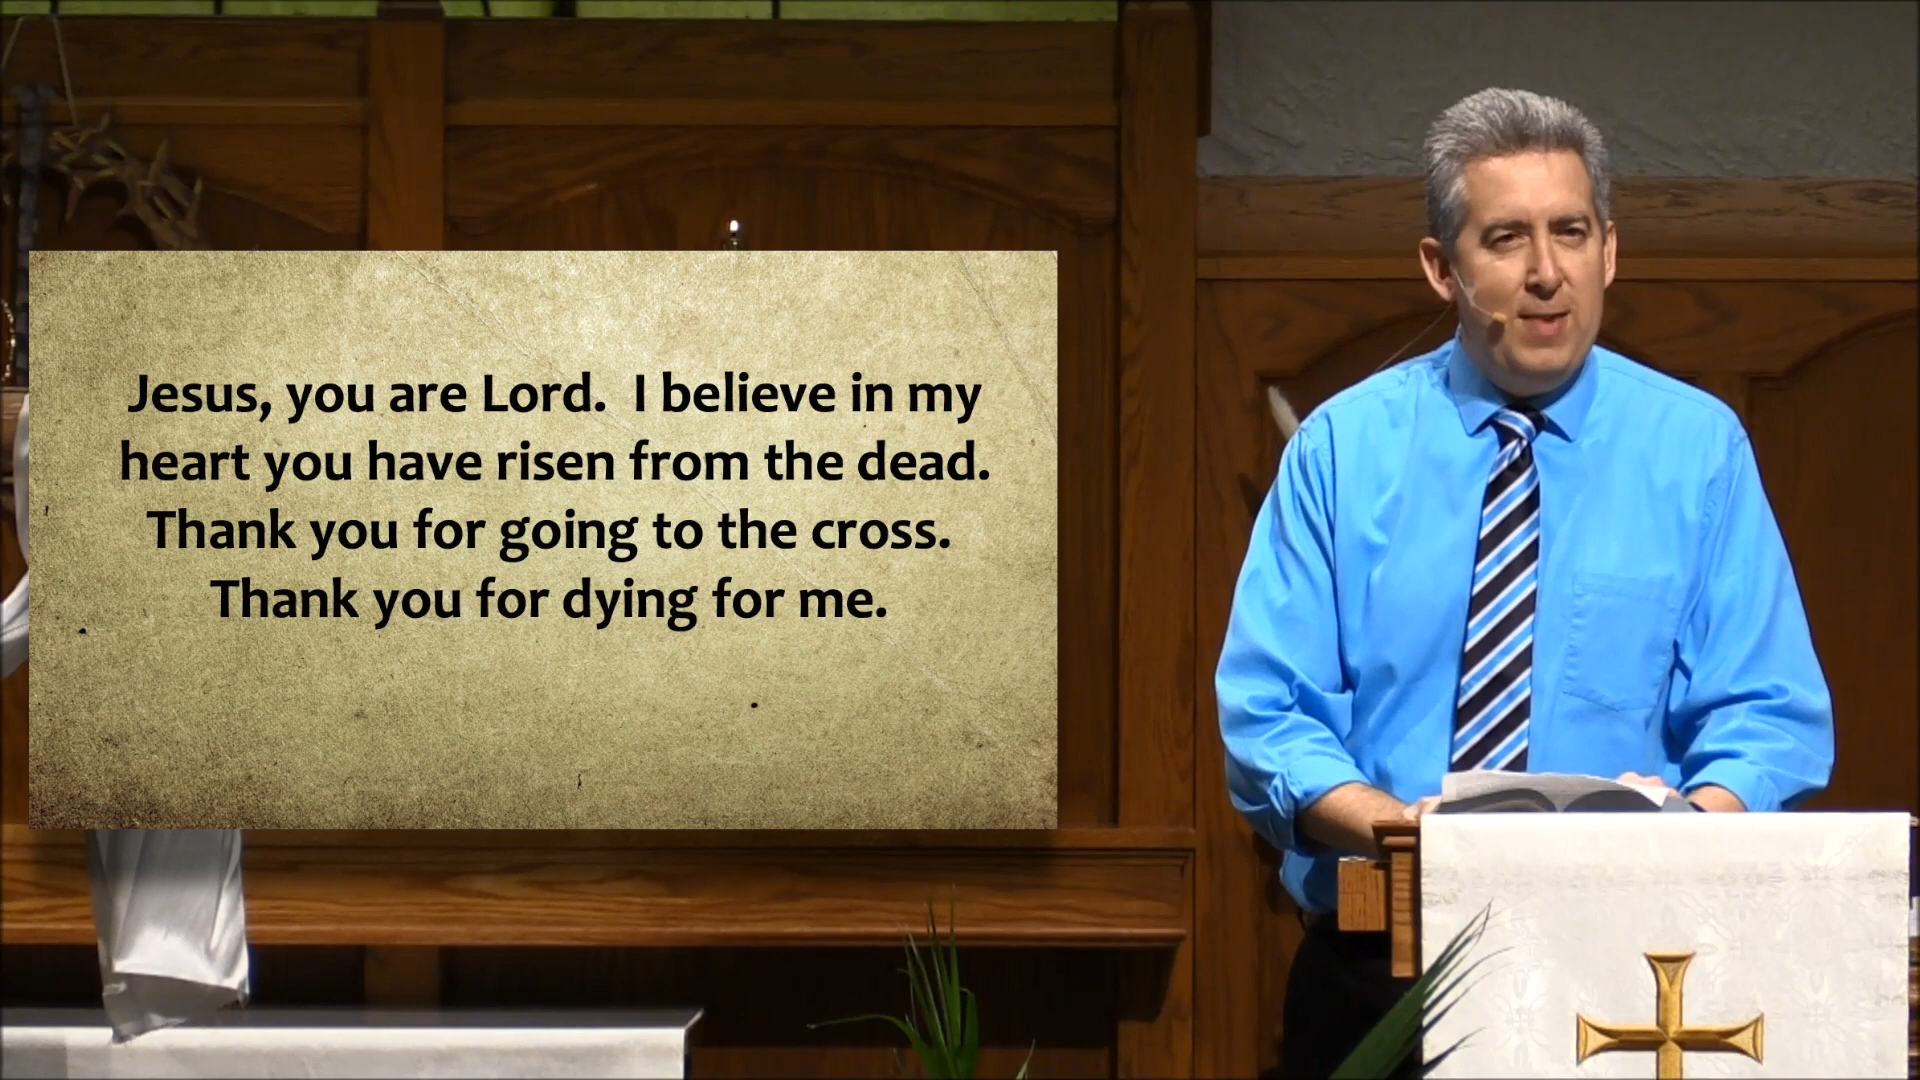 Jesus, you are Lord.  I believe in my
heart you have risen from the dead.
Thank you for going to the cross.
Thank you for dying for me.